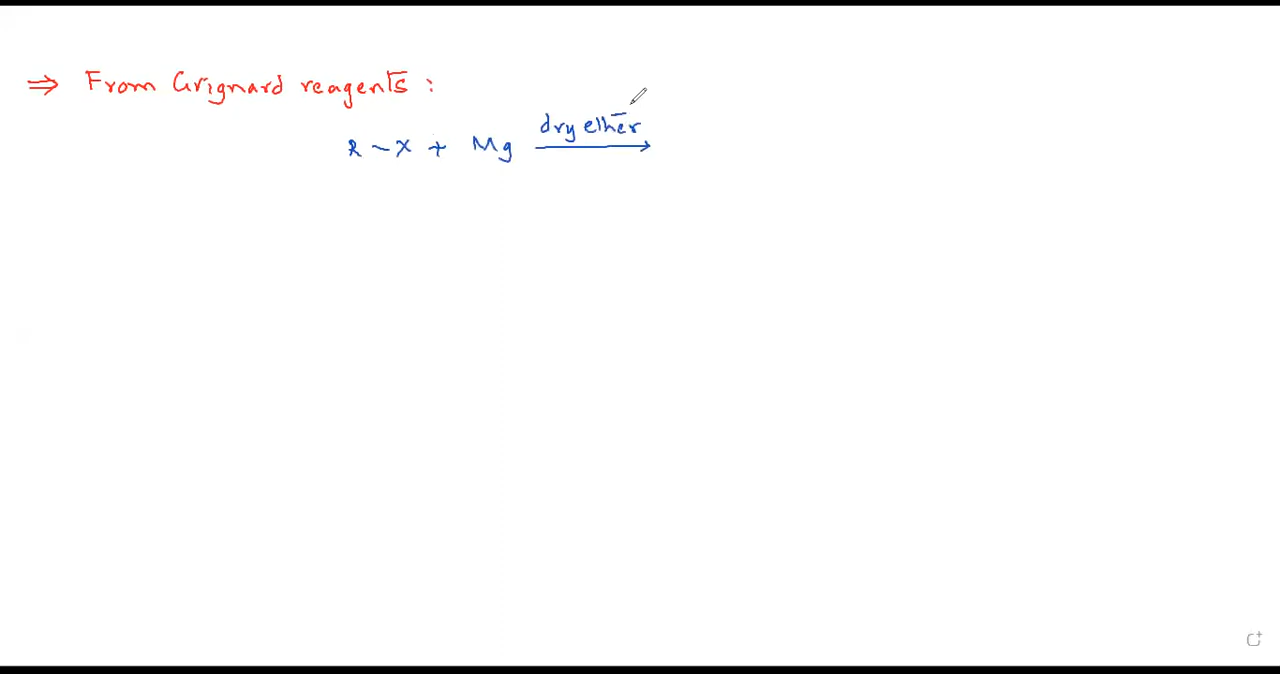 ⇒ From Grignard reagents :
dry ether
R – X + Mg ⟶